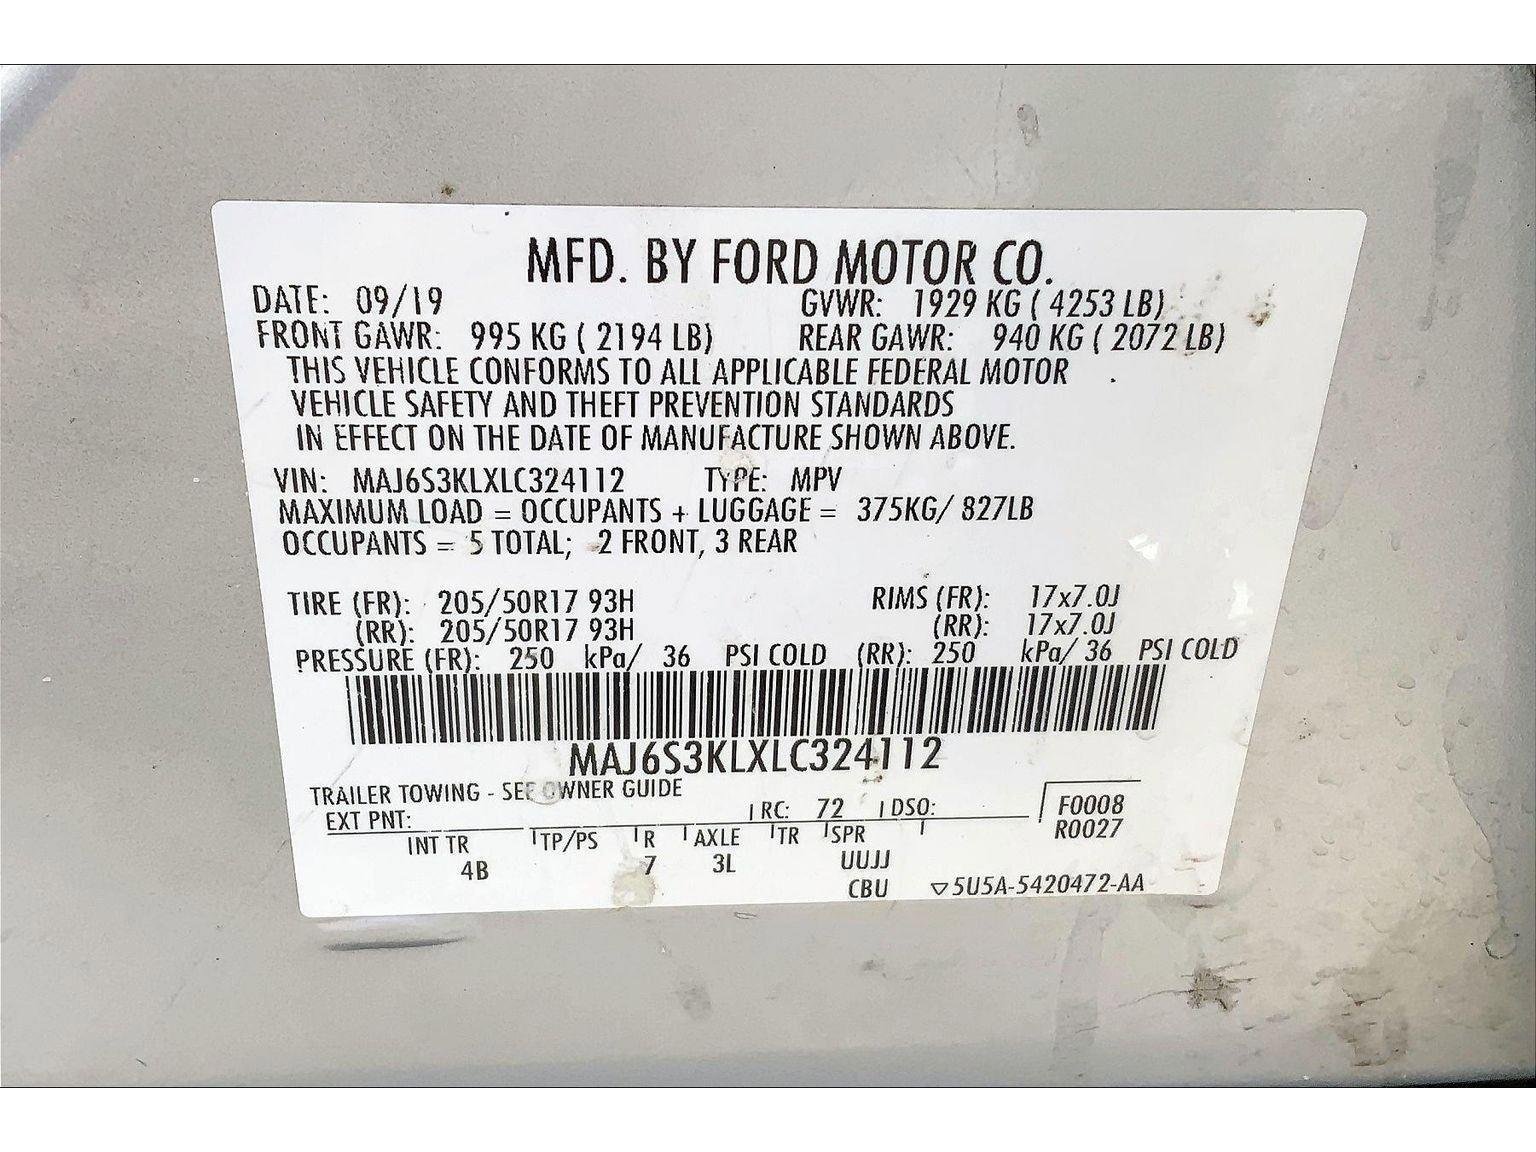 MFD. BY FORD MOTOR CO.
DATE: 09/19 GVWR: 1929 KG ( 4253 LB)
FRONT GAWR: 995 KG ( 2194 LB) REAR GAWR: 940 KG ( 2072 LB)
THIS VEHICLE CONFORMS TO ALL APPLICABLE FEDERAL MOTOR
VEHICLE SAFETY AND THEFT PREVENTION STANDARDS
IN EFFECT ON THE DATE OF MANUFACTURE SHOWN ABOVE.
VIN: MAJ6S3KLXLC324112 TYPE: MPV
MAXIMUM LOAD = OCCUPANTS + LUGGAGE = 375KG/ 827LB
OCCUPANTS = 5 TOTAL; 2 FRONT, 3 REAR
TIRE (FR): 205/50R17 93H RIMS (FR): 17x7.0J
(RR): 205/50R17 93H (RR): 17x7.0J
PRESSURE (FR): 250 kPa/ 36 PSI COLD (RR): 250 kPa/ 36 PSI COLD
MAJ6S3KLXLC324112
TRAILER TOWING - SEE OWNER GUIDE
EXT PNT: RC: 72 DSO: F0008
R0027
INT TR TP/PS R AXLE TR SPR
4B 7 3L UUJJ
CBU ▽5U5A-5420472-AA